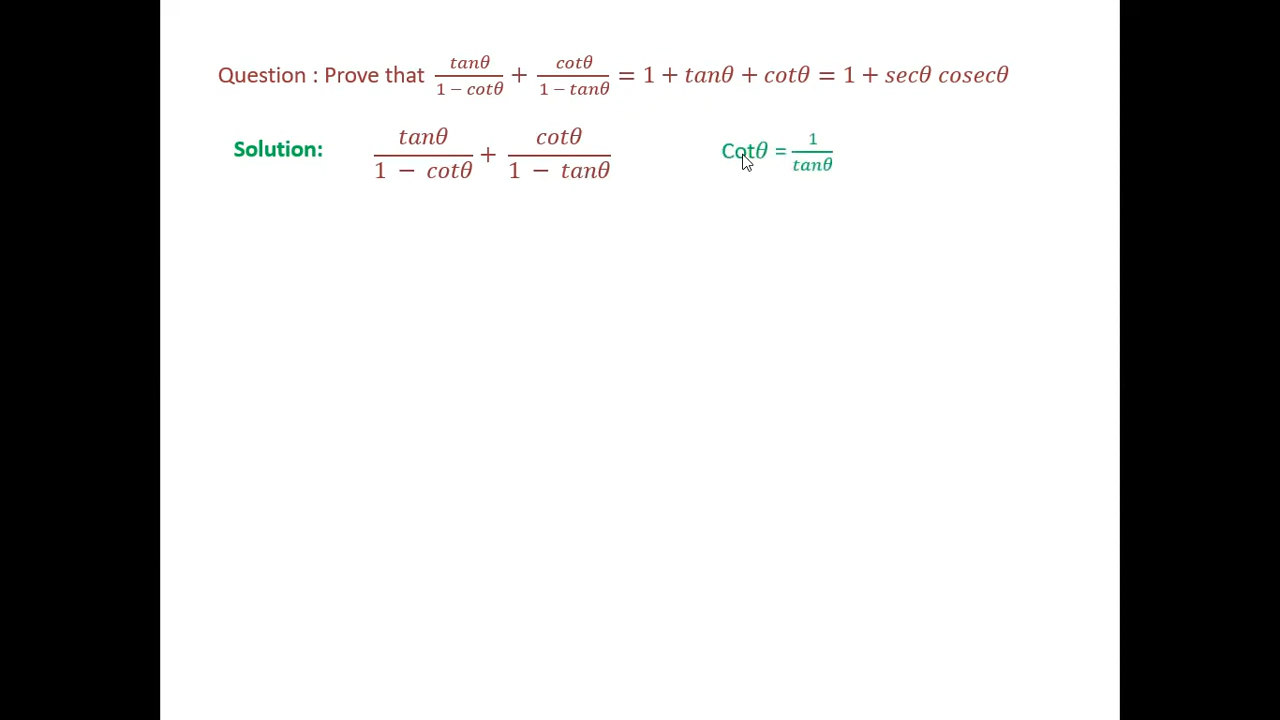 Question : Prove that tanθ/(1 − cotθ) + cotθ/(1 − tanθ) = 1 + tanθ + cotθ = 1 + secθ cosecθ
Solution: tanθ/(1 − cotθ) + cotθ/(1 − tanθ) Cotθ = 1/tanθ